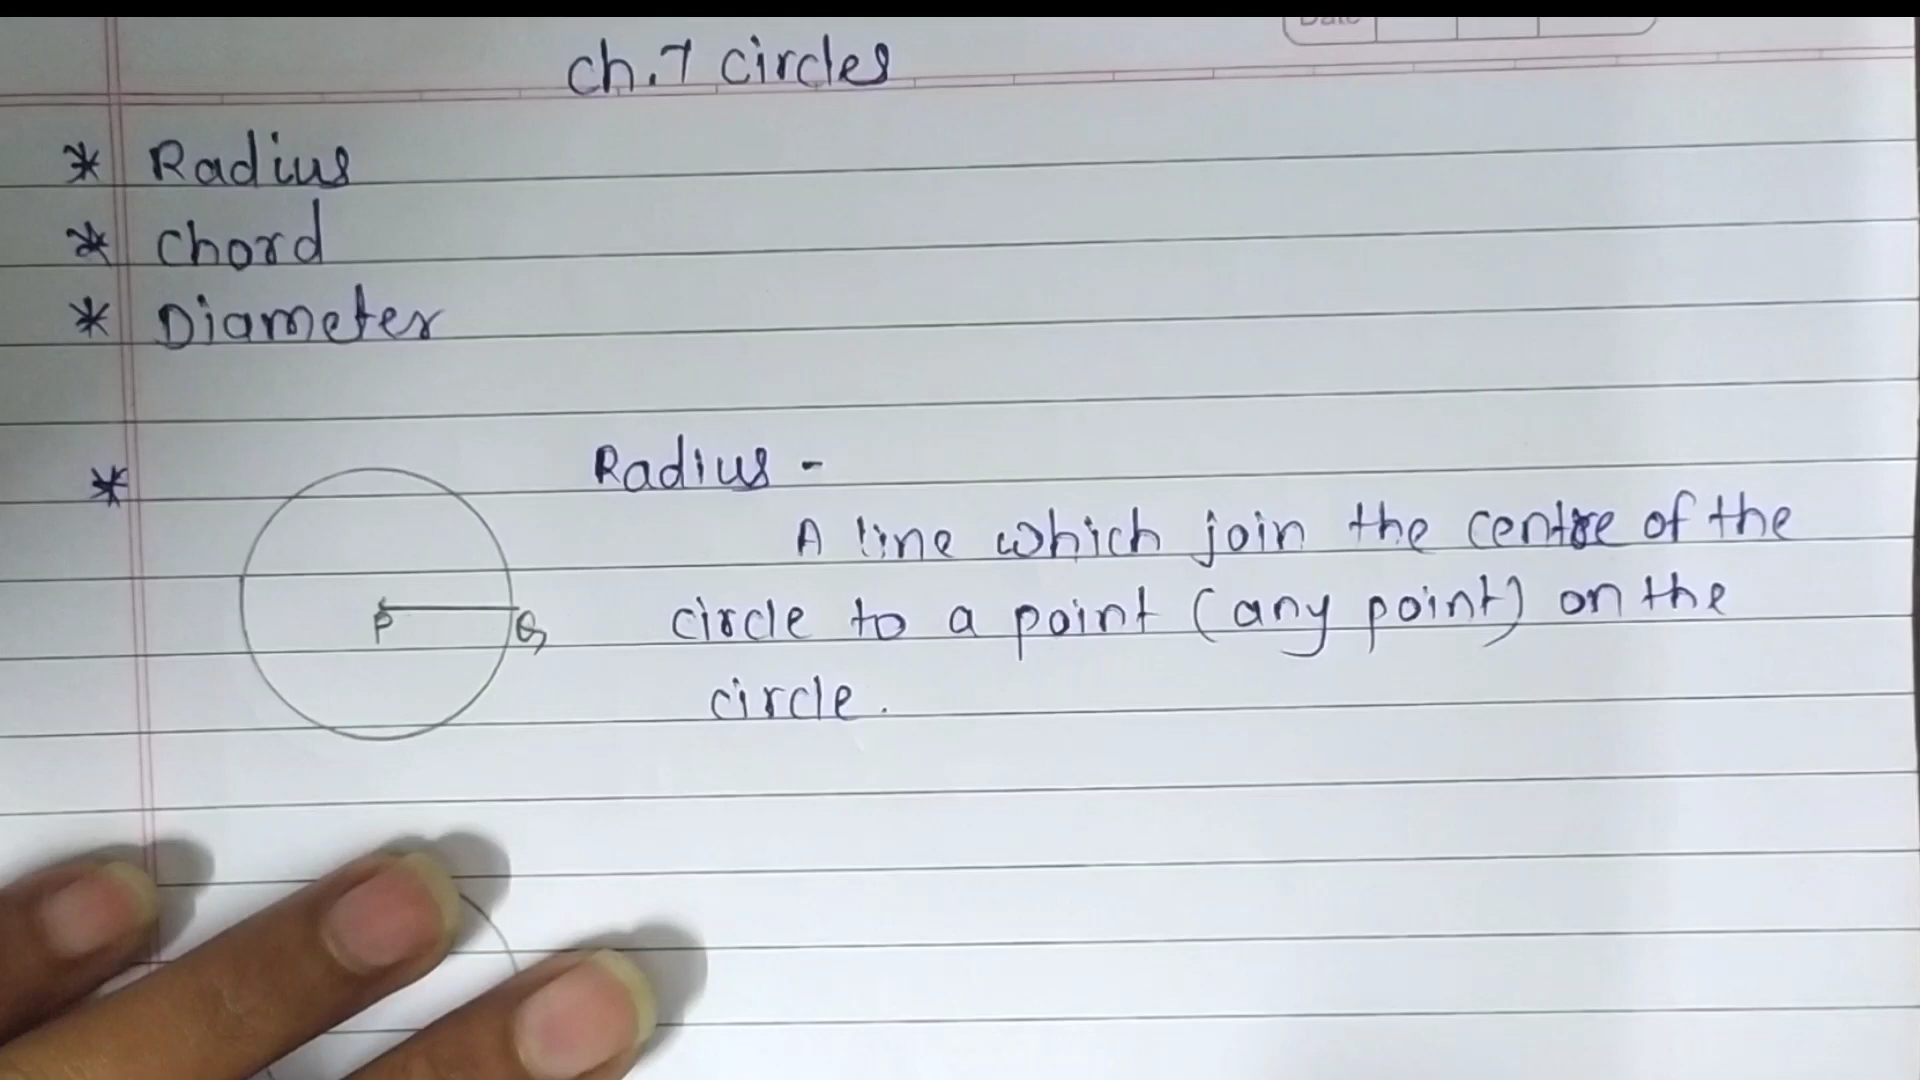 Date
Ch.7 circles
* Radius
* Chord
* Diameter
* Radius -
A line which join the centre of the
circle to a point (any point) on the
circle.
P Q